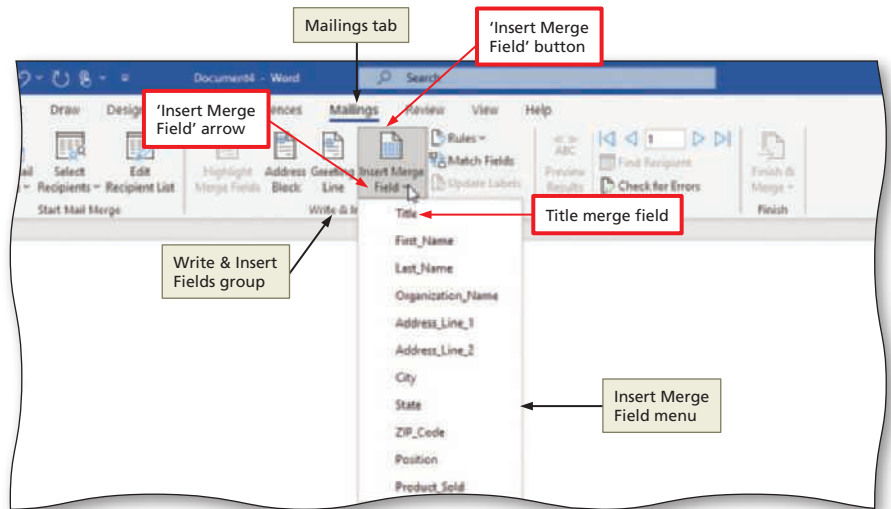 Mailings tab
'Insert Merge
Field' button
Document4 - Word
Search
Draw
Mailings
Review
View
Help
'Insert Merge
Field' arrow
Select
Recipients
Edit
Recipient List
Highlight
Merge Fields
Address
Block
Greeting
Line
Insert Merge
Field
Rules
Match Fields
Update Labels
ABC
Preview
Results
1
Find Recipient
Check for Errors
Finish &
Merge
Start Mail Merge
Finish
Title
Title merge field
First_Name
Write & Insert
Fields group
Last_Name
Organization_Name
Address_Line_1
Address_Line_2
City
State
Insert Merge
Field menu
ZIP_Code
Position
Product_Sold